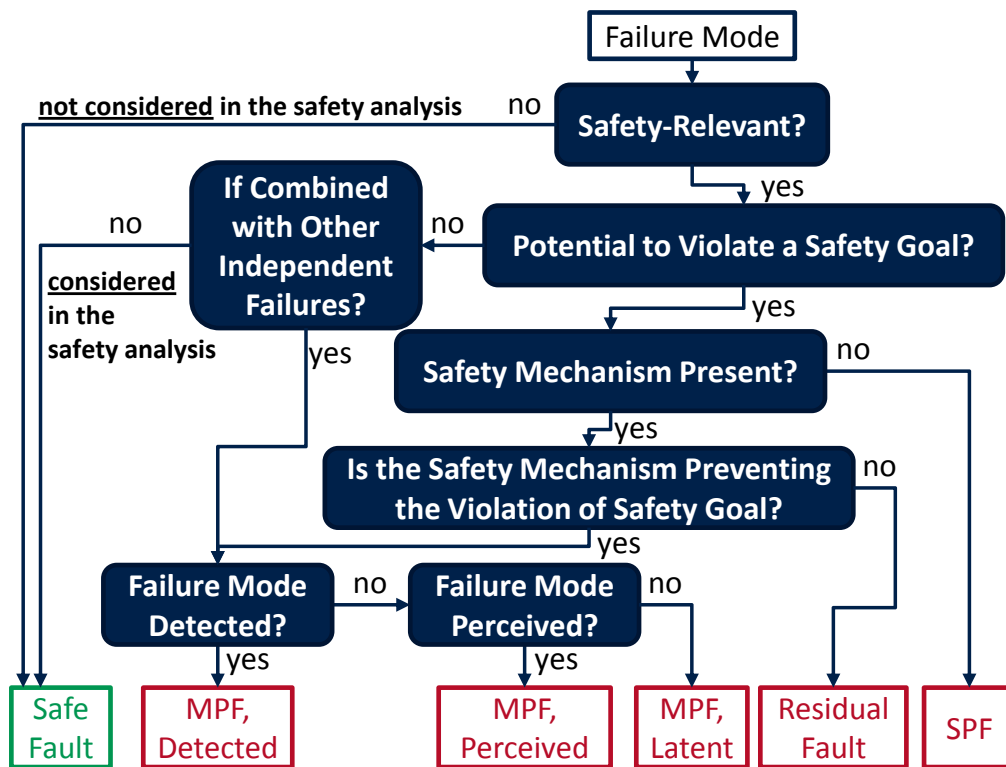 Failure Mode
not considered in the safety analysis
no
Safety-Relevant?
yes
If Combined
with Other
Independent
Failures?
no
no
Potential to Violate a Safety Goal?
considered
in the
safety analysis
yes
yes
Safety Mechanism Present?
no
yes
Is the Safety Mechanism Preventing
the Violation of Safety Goal?
no
yes
Failure Mode
Detected?
no
Failure Mode
Perceived?
no
yes
yes
Safe
Fault
MPF,
Detected
MPF,
Perceived
MPF,
Latent
Residual
Fault
SPF